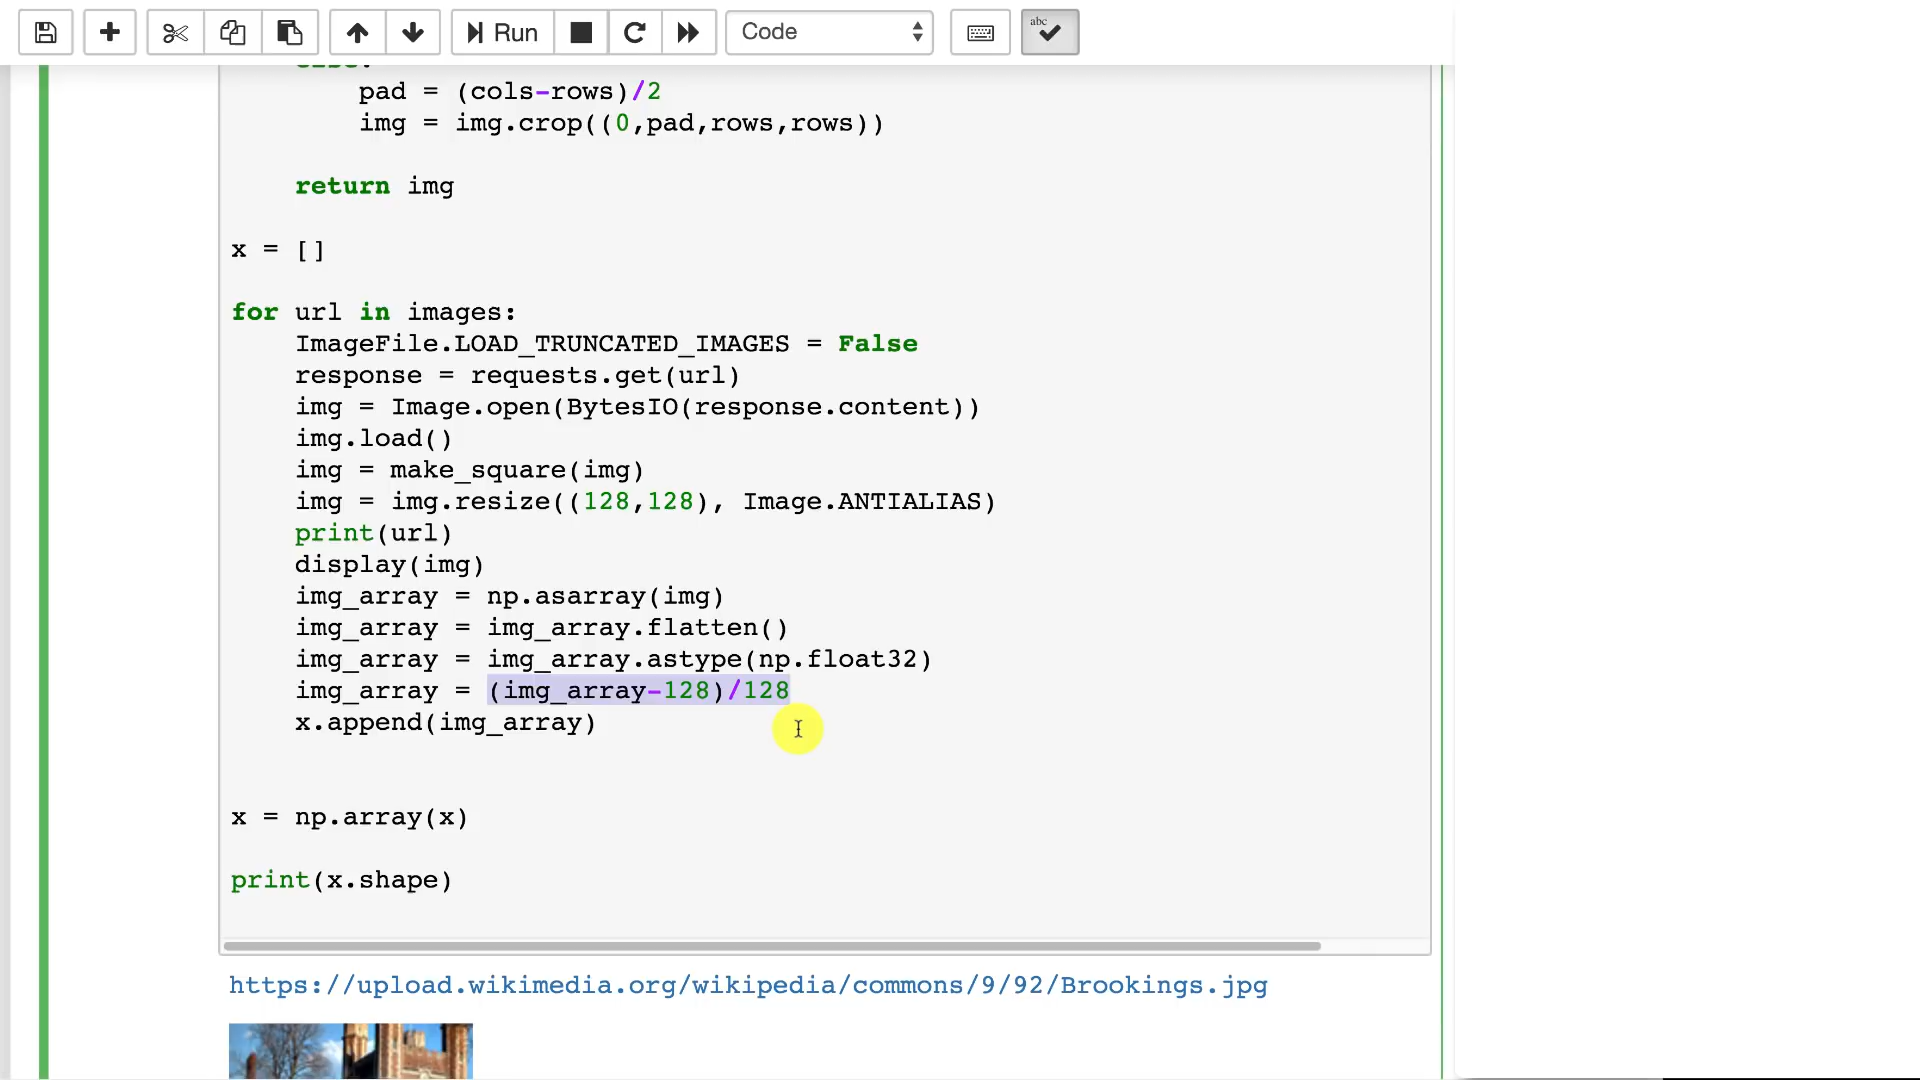 Run
Code
abc
else:
pad = (cols-rows)/2
img = img.crop((0,pad,rows,rows))
return img
x = []
for url in images:
ImageFile.LOAD_TRUNCATED_IMAGES = False
response = requests.get(url)
img = Image.open(BytesIO(response.content))
img.load()
img = make_square(img)
img = img.resize((128,128), Image.ANTIALIAS)
print(url)
display(img)
img_array = np.asarray(img)
img_array = img_array.flatten()
img_array = img_array.astype(np.float32)
img_array = (img_array-128)/128
x.append(img_array)
x = np.array(x)
print(x.shape)
https://upload.wikimedia.org/wikipedia/commons/9/92/Brookings.jpg